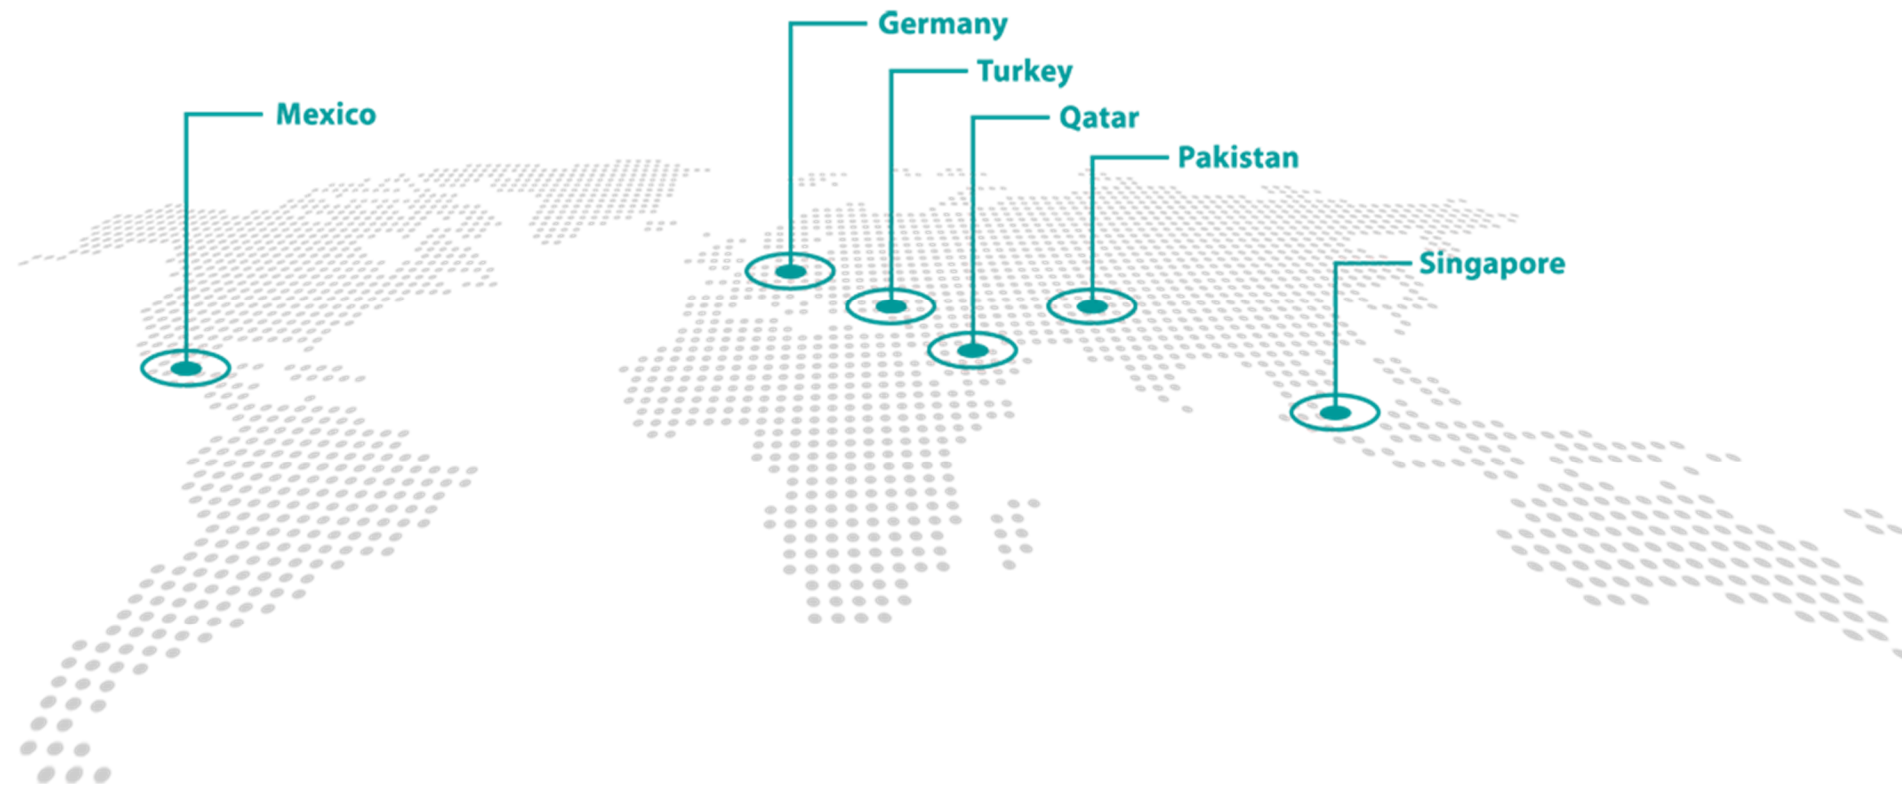 Germany
Turkey
Mexico
Qatar
Pakistan
Singapore